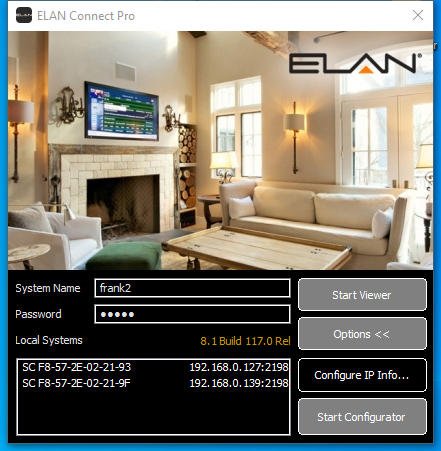 ELAN Connect Pro
ELAN®
System Name
frank2
Start Viewer
Password
●●●●●
Options <<
Local Systems
8.1 Build 117.0 Rel
SC F8-57-2E-02-21-93 192.168.0.127:2198
SC F8-57-2E-02-21-9F 192.168.0.139:2198
Configure IP Info...
Start Configurator